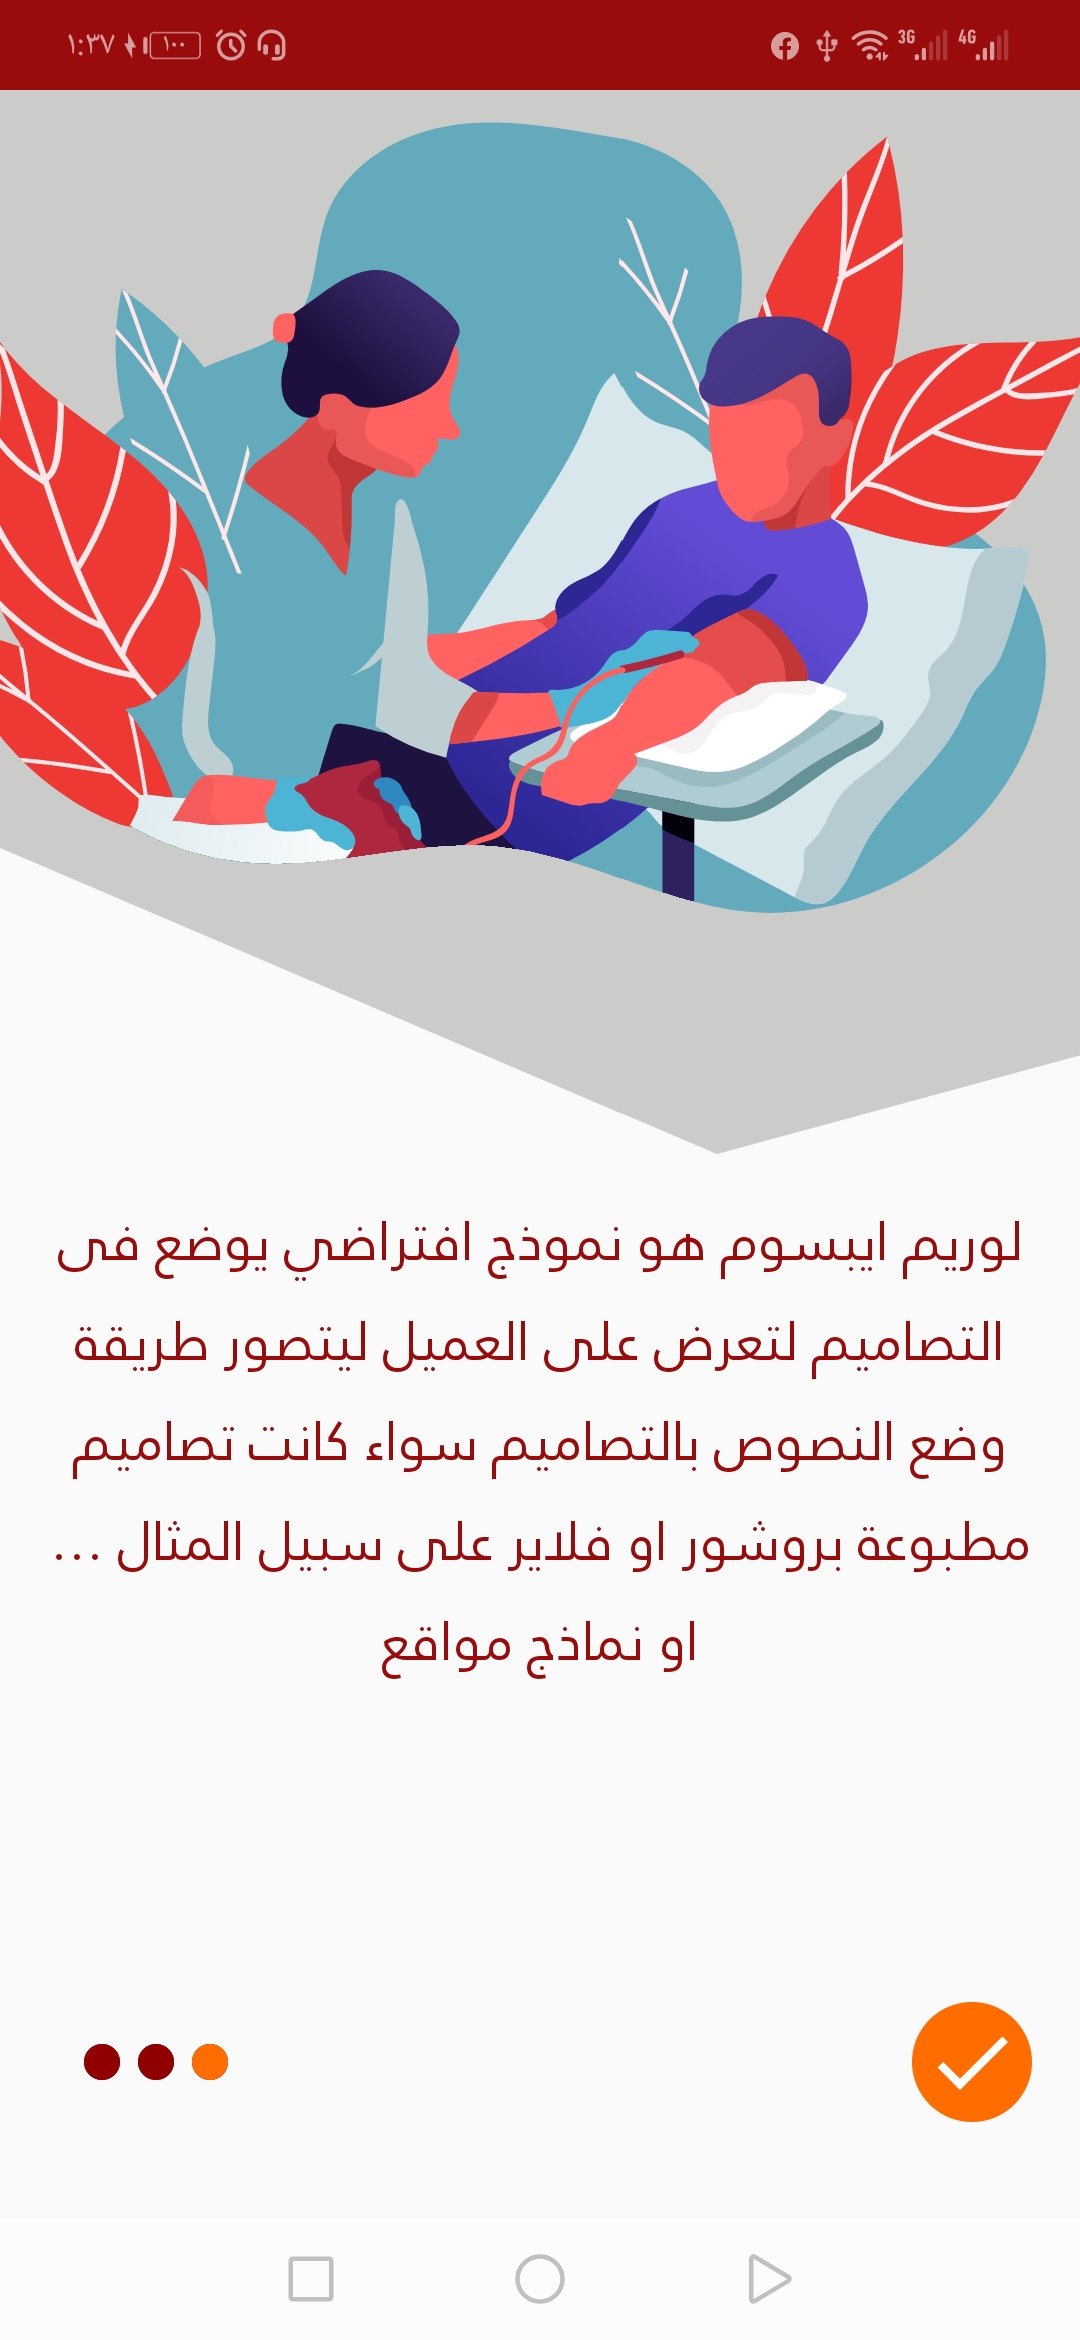 ١:٣٧ ١٠٠ 3G 4G
لوريم ايبسوم هو نموذج افتراضي يوضع فى
التصاميم لتعرض على العميل ليتصور طريقة
وضع النصوص بالتصاميم سواء كانت تصاميم
مطبوعة بروشور او فلاير على سبيل المثال ...
او نماذج مواقع